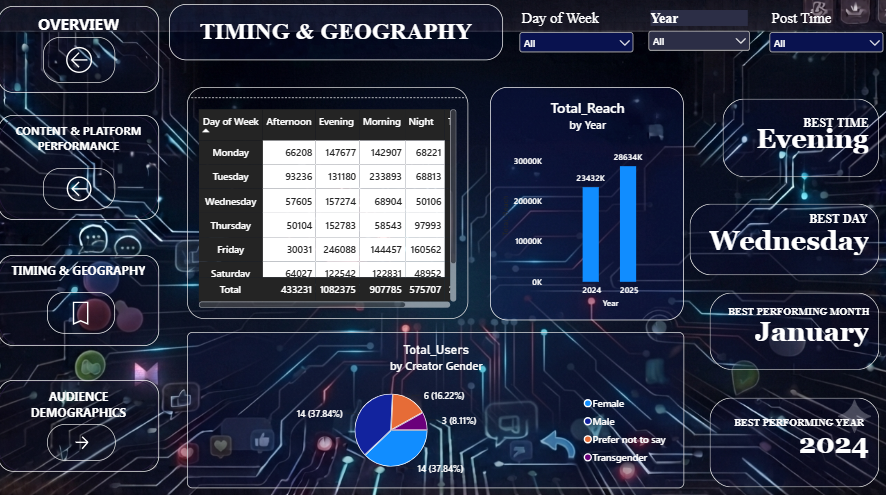 OVERVIEW
TIMING & GEOGRAPHY
Day of Week
All
Year
All
Post Time
All
CONTENT & PLATFORM
PERFORMANCE
TIMING & GEOGRAPHY
AUDIENCE
DEMOGRAPHICS
Day of Week Afternoon Evening Morning Night
Monday 66208 147677 142907 68221
Tuesday 93236 131180 233893 68813
Wednesday 57605 157274 68904 50106
Thursday 50104 152783 58543 97993
Friday 30031 246088 144457 160562
Saturday 64027 122542 122831 48952
Total 433231 1082375 907785 575707
Total_Reach
by Year
30000K
20000K
10000K
0K
23432K
28634K
2024 2025
Year
BEST TIME
Evening
BEST DAY
Wednesday
BEST PERFORMING MONTH
January
BEST PERFORMING YEAR
2024
Total_Users
by Creator Gender
6 (16.22%)
3 (8.11%)
14 (37.84%)
14 (37.84%)
Female
Male
Prefer not to say
Transgender